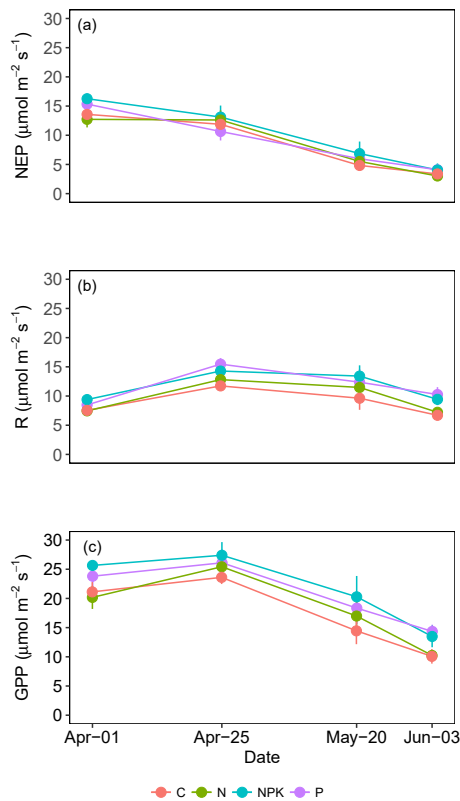 (a)
30
25
20
15
10
5
0
NEP (μmol m⁻² s⁻¹)
(b)
30
25
20
15
10
5
0
R (μmol m⁻² s⁻¹)
(c)
30
25
20
15
10
5
0
GPP (μmol m⁻² s⁻¹)
Apr−01 Apr−25 May−20 Jun−03
Date
C N NPK P